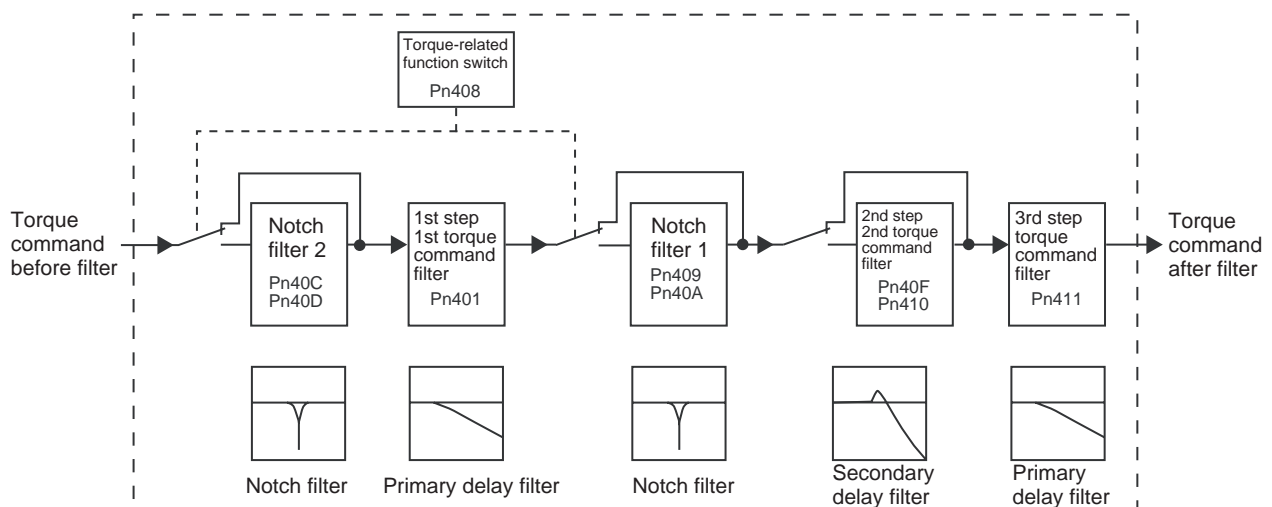 Torque-related
function switch
Pn408
Torque
command
before filter
Notch
filter 2
Pn40C
Pn40D
1st step
1st torque
command
filter
Pn401
Notch
filter 1
Pn409
Pn40A
2nd step
2nd torque
command
filter
Pn40F
Pn410
3rd step
torque
command
filter
Pn411
Torque
command
after filter
Notch filter
Primary delay filter
Notch filter
Secondary
delay filter
Primary
delay filter